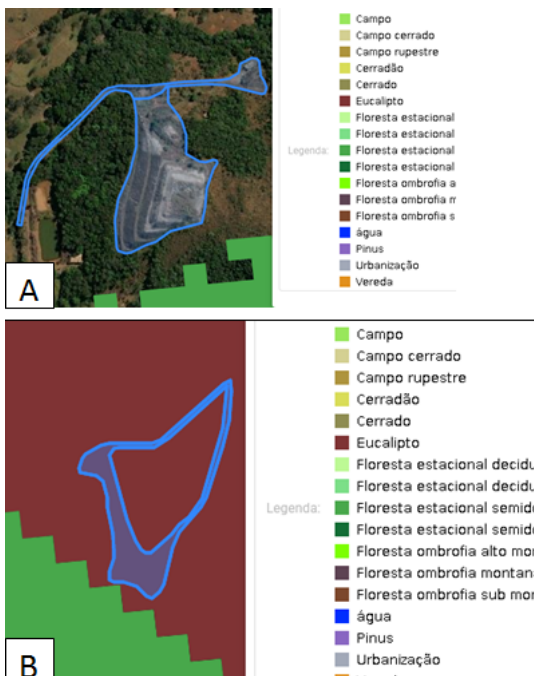 Campo
Campo cerrado
Campo rupestre
Cerradão
Cerrado
Eucalipto
Floresta estacional
Floresta estacional
Legenda:
Floresta estacional
Floresta estacional
Floresta ombrofia a
Floresta ombrofia m
Floresta ombrofia s
água
Pinus
Urbanização
Vereda
A
Campo
Campo cerrado
Campo rupestre
Cerradão
Cerrado
Eucalipto
Floresta estacional decidu
Floresta estacional decidu
Legenda:
Floresta estacional semide
Floresta estacional semide
Floresta ombrofia alto mor
Floresta ombrofia montana
Floresta ombrofia sub mor
água
Pinus
Urbanização
B